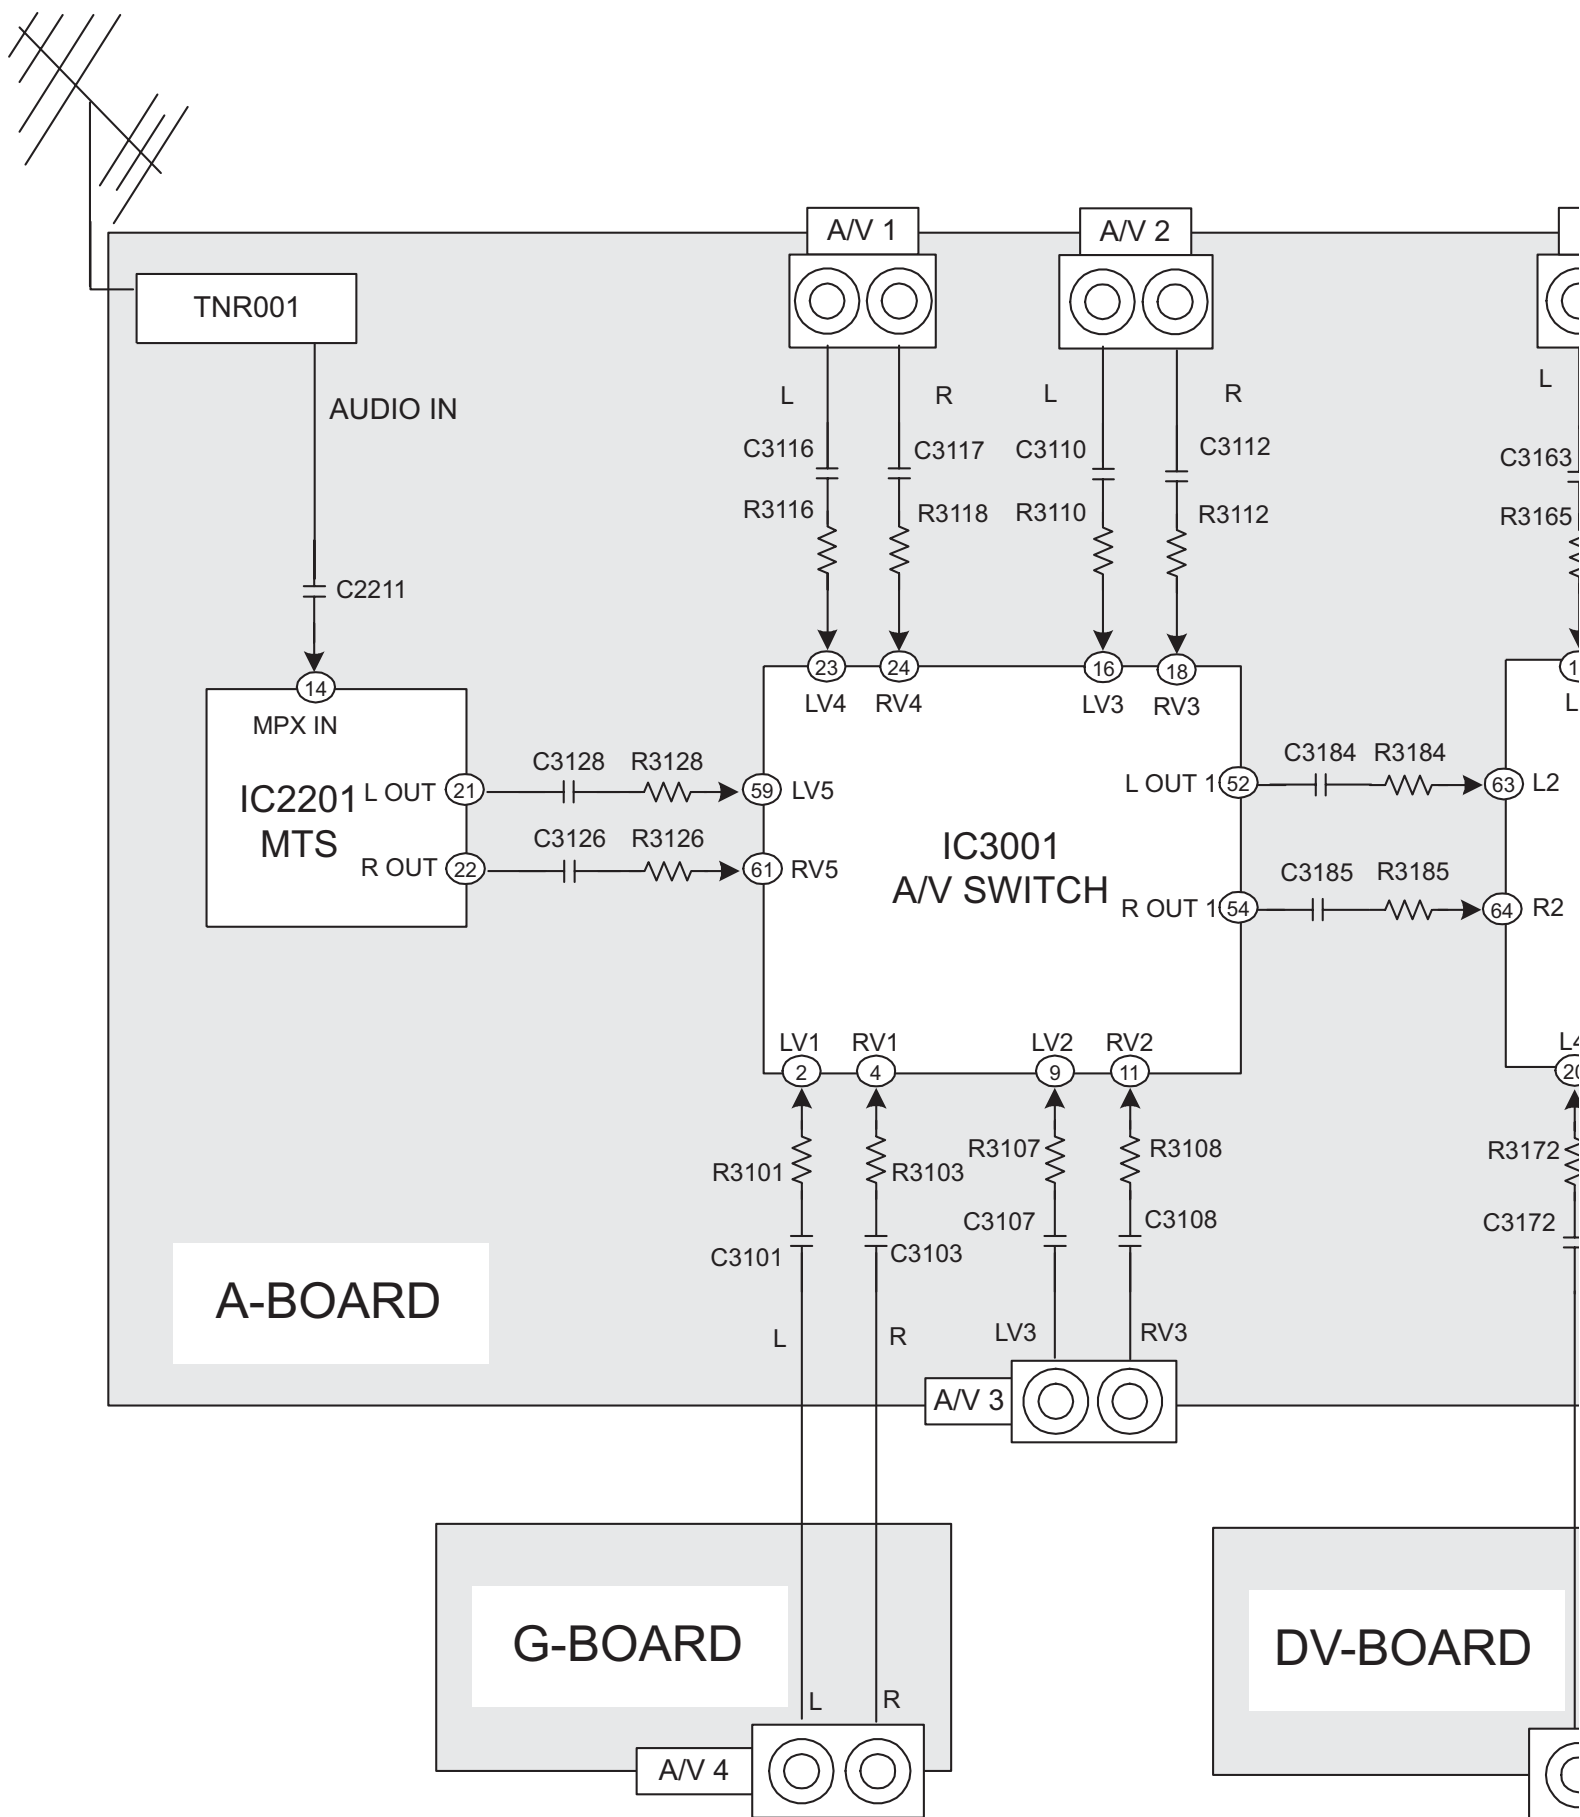 A/V 1
A/V 2
TNR001
AUDIO IN
L
R
L
R
L
C3116
C3117
C3110
C3112
C3163
R3116
R3118
R3110
R3112
R3165
C2211
14
MPX IN
23
24
16
18
LV4
RV4
LV3
RV3
IC2201
MTS
L OUT
21
C3128
R3128
59
LV5
R OUT
22
C3126
R3126
61
RV5
IC3001
A/V SWITCH
L OUT 1
52
C3184
R3184
63
L2
R OUT 1
54
C3185
R3185
64
R2
LV1
RV1
LV2
RV2
2
4
9
11
R3101
R3103
R3107
R3108
R3172
C3101
C3103
C3107
C3108
C3172
A-BOARD
L
R
LV3
RV3
A/V 3
G-BOARD
DV-BOARD
L
R
A/V 4